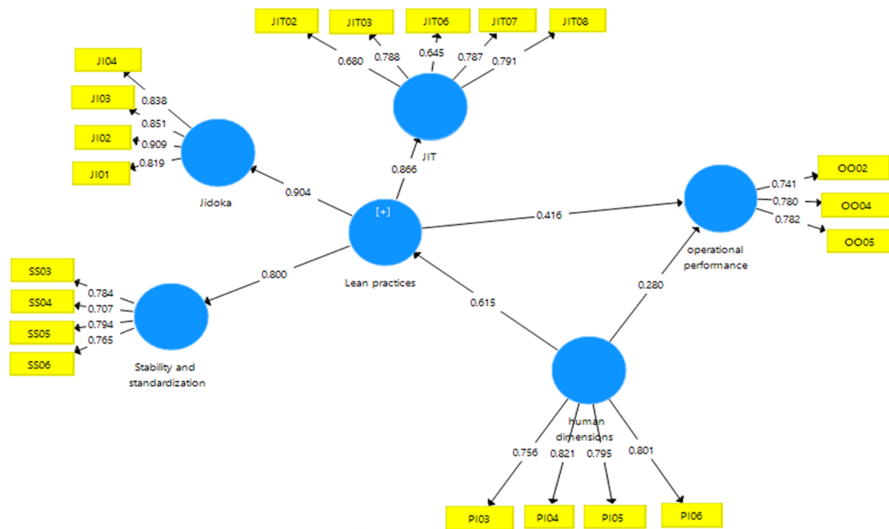 JIT02
JIT03
JIT06
JIT07
JIT08
0.680
0.788
0.645
0.787
0.791
JIT
JI04
JI03
JI02
JI01
0.838
0.851
0.909
0.819
Jidoka
0.904
0.866
[+]
Lean practices
0.416
OO02
OO04
OO05
0.741
0.780
0.782
operational
performance
0.800
0.615
0.280
SS03
SS04
SS05
SS06
0.784
0.707
0.794
0.765
Stability and
standardization
human
dimensions
0.756
0.821
0.795
0.801
PI03
PI04
PI05
PI06